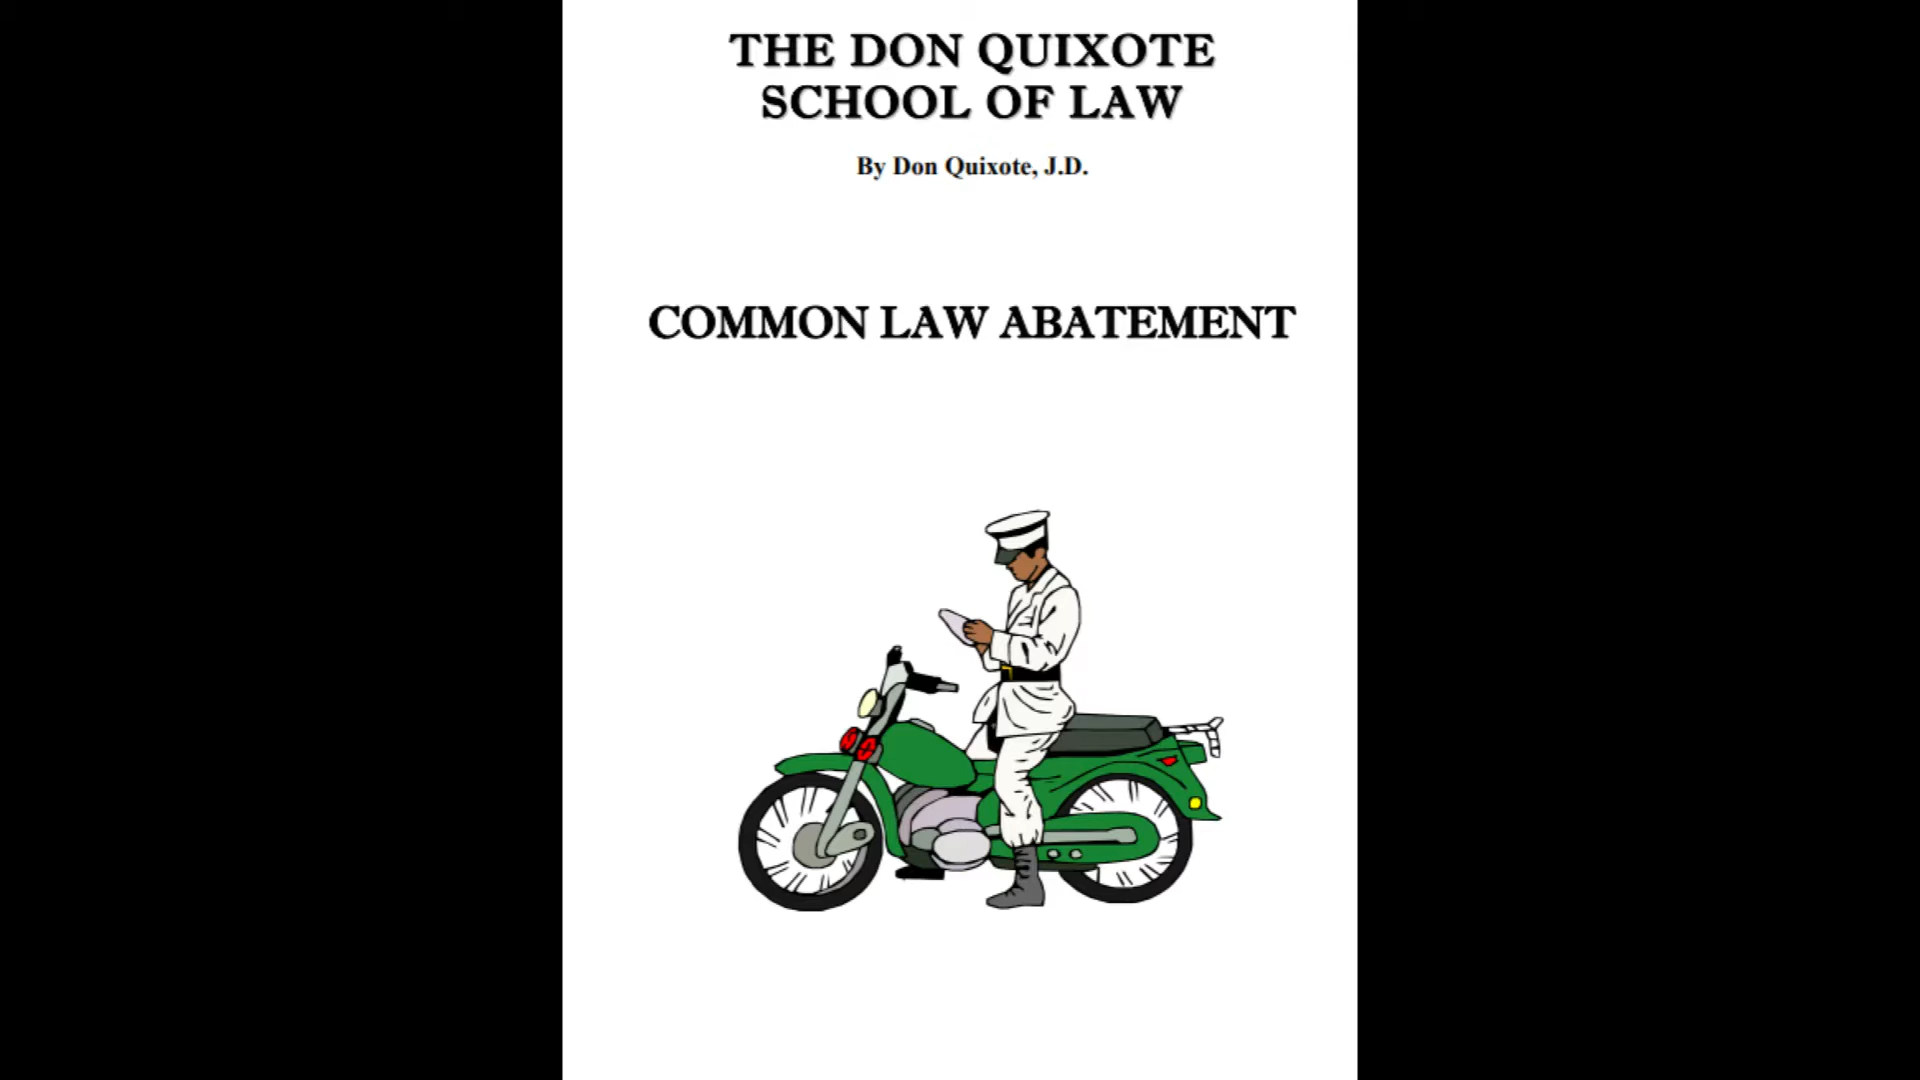 THE DON QUIXOTE
SCHOOL OF LAW
By Don Quixote, J.D.
COMMON LAW ABATEMENT